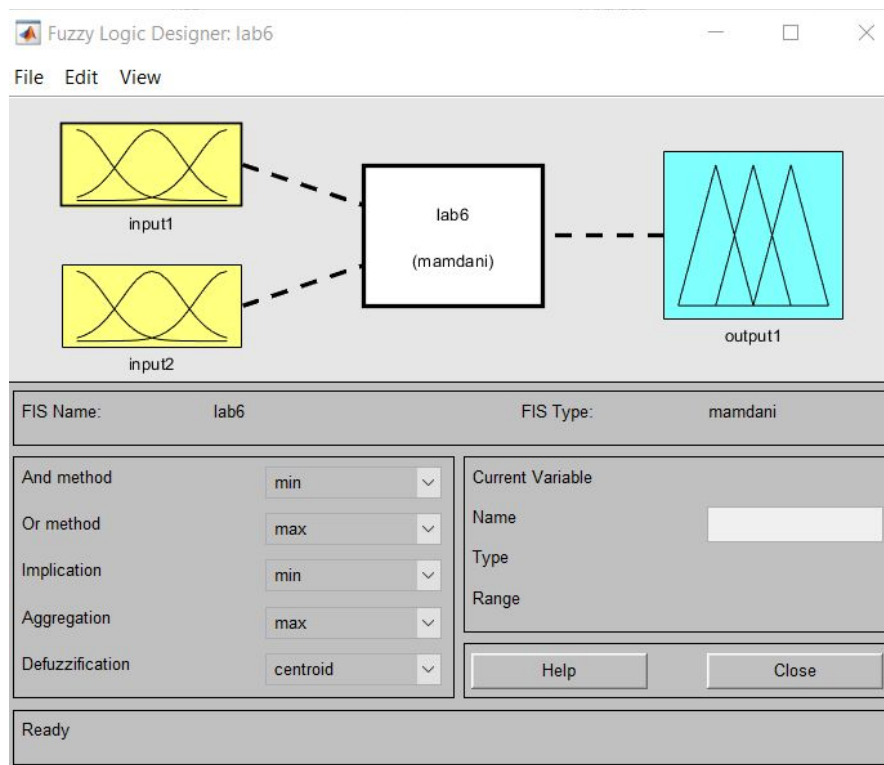 Fuzzy Logic Designer: lab6
File Edit View
input1
lab6
(mamdani)
output1
input2
FIS Name: lab6 FIS Type: mamdani
And method min
Or method max
Implication min
Aggregation max
Defuzzification centroid
Current Variable
Name
Type
Range
Help Close
Ready